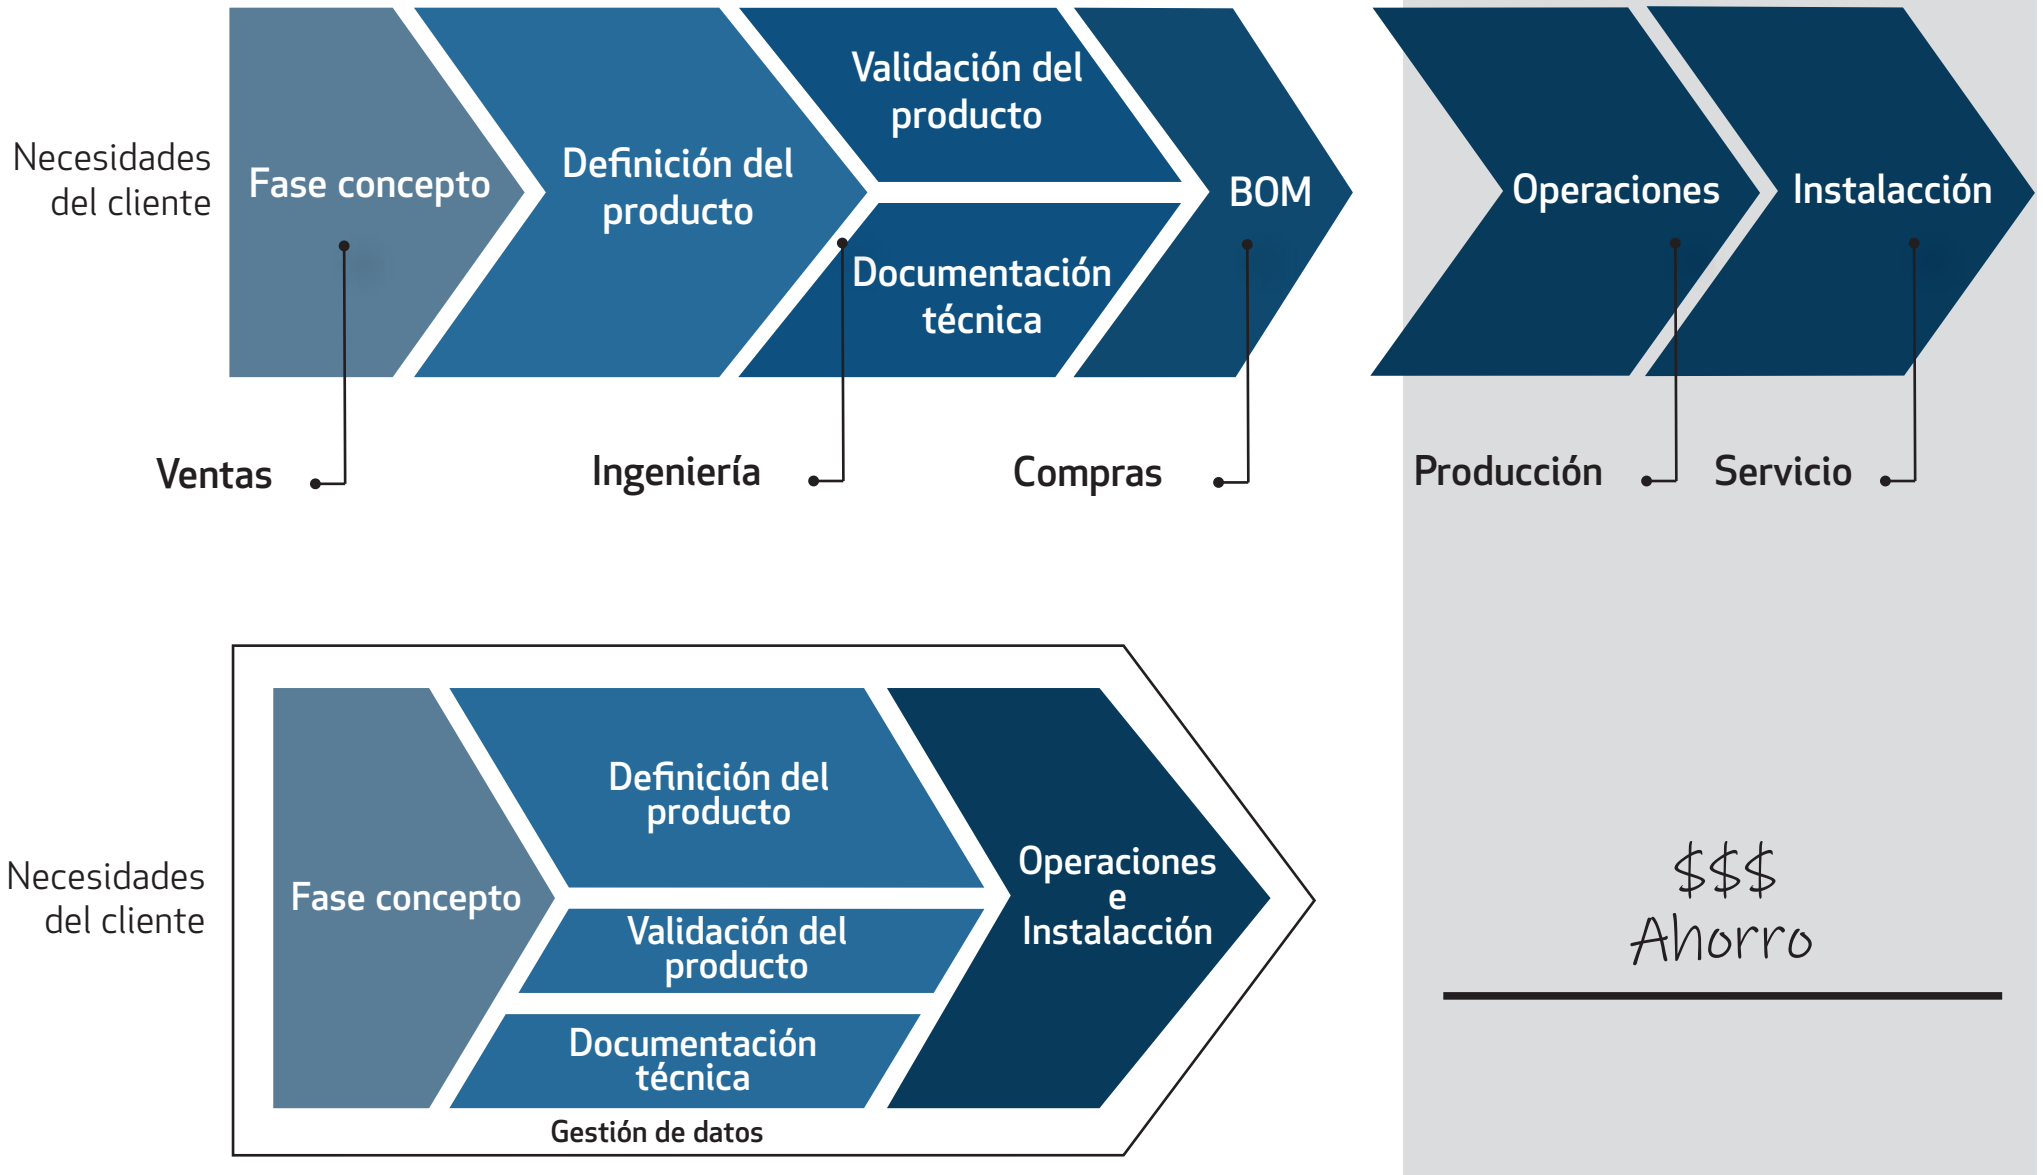 Necesidades
del cliente
Fase concepto
Definición del
producto
Validación del
producto
Documentación
técnica
BOM
Operaciones
Instalacción
Ventas
Ingeniería
Compras
Producción
Servicio
Necesidades
del cliente
Fase concepto
Definición del
producto
Validación del
producto
Documentación
técnica
Operaciones
e
Instalacción
Gestión de datos
$$$
Ahorro